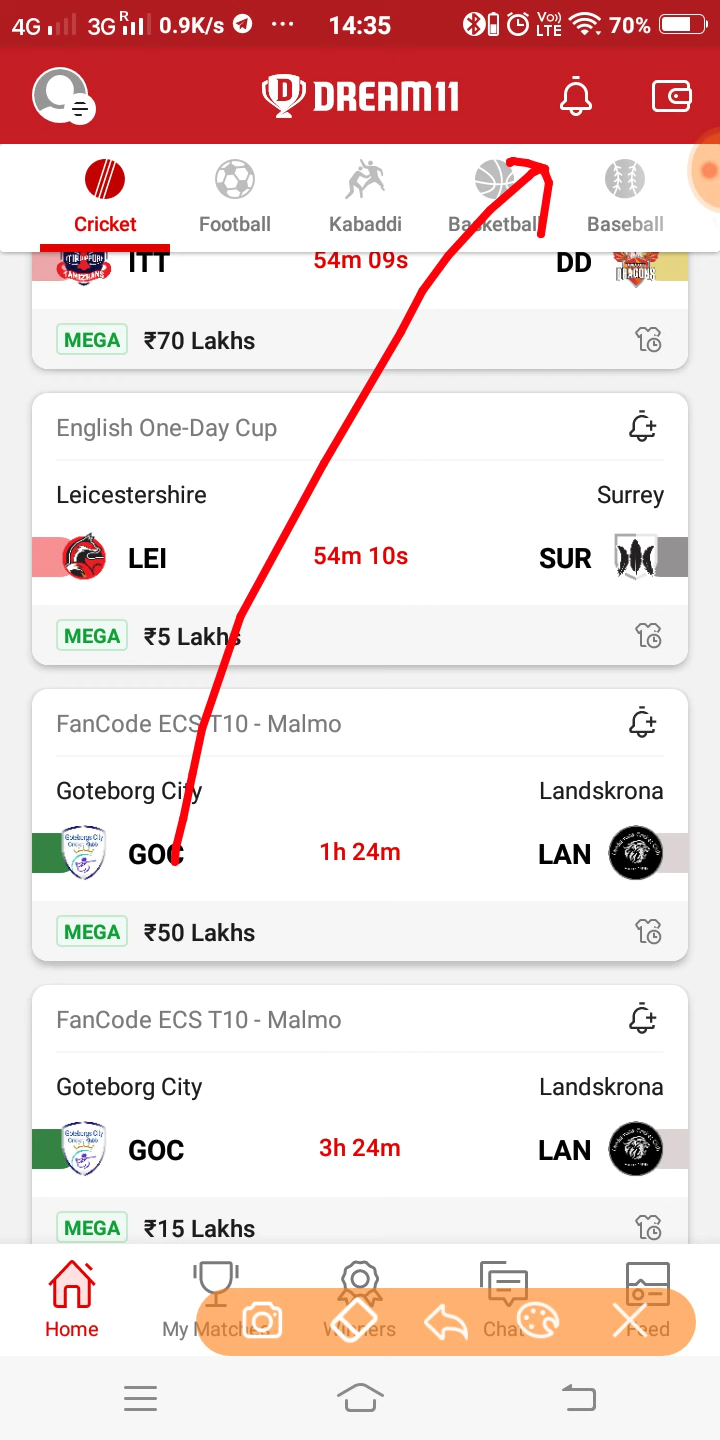 4G 3G R 0.9K/s ... 14:35 Vo)) LTE 70%
DREAM11
Cricket Football Kabaddi Basketball Baseball
ITT 54m 09s DD
MEGA ₹70 Lakhs
English One-Day Cup
Leicestershire Surrey
LEI 54m 10s SUR
MEGA ₹5 Lakhs
FanCode ECS T10 - Malmo
Goteborg City Landskrona
GOC 1h 24m LAN
MEGA ₹50 Lakhs
FanCode ECS T10 - Malmo
Goteborg City Landskrona
GOC 3h 24m LAN
MEGA ₹15 Lakhs
Home My Matches Winners Chat Feed